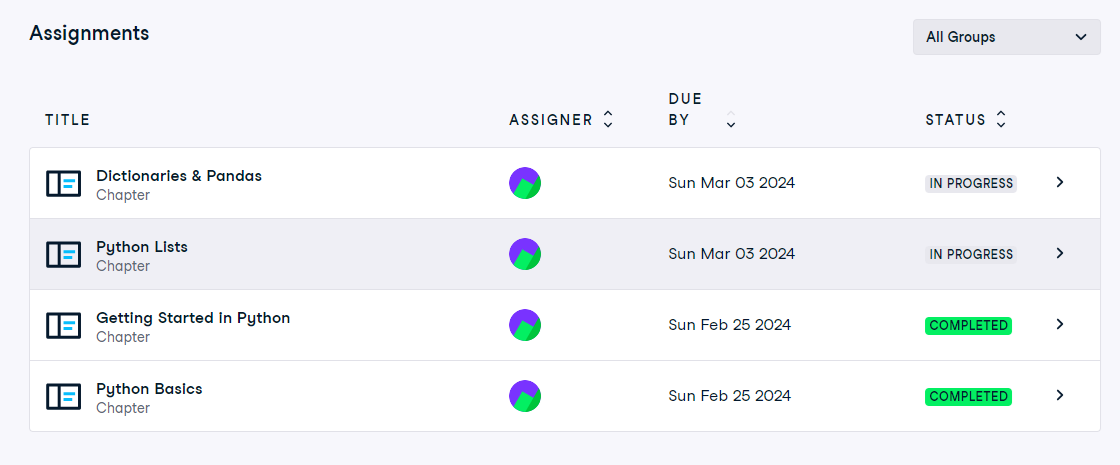 Assignments
All Groups
TITLE
ASSIGNER
DUE
BY
STATUS
Dictionaries & Pandas
Chapter
Sun Mar 03 2024
IN PROGRESS
Python Lists
Chapter
Sun Mar 03 2024
IN PROGRESS
Getting Started in Python
Chapter
Sun Feb 25 2024
COMPLETED
Python Basics
Chapter
Sun Feb 25 2024
COMPLETED